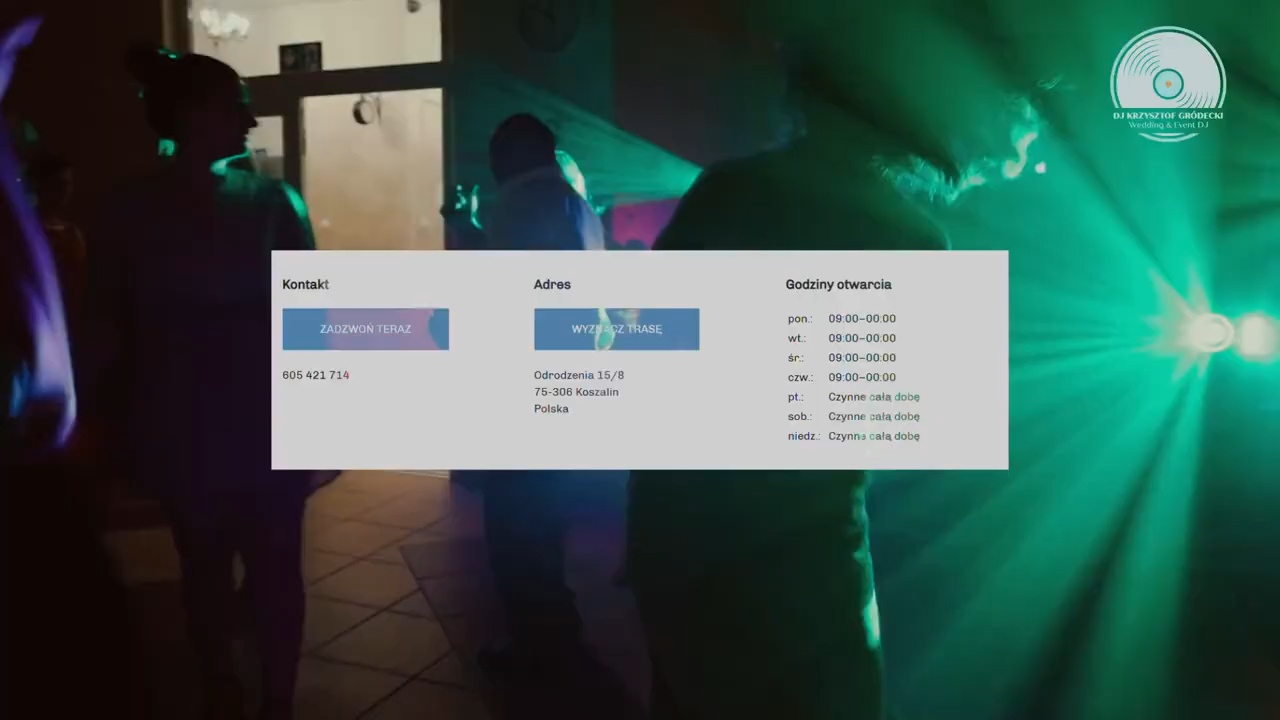 DJ KRZYSZTOF GRÓDECKI
Wedding & Event DJ
Kontakt
ZADZWOŃ TERAZ
605 421 714
Adres
WYZNACZ TRASĘ
Odrodzenia 15/8
75-306 Koszalin
Polska
Godziny otwarcia
pon.: 09:00–00:00
wt.: 09:00–00:00
śr.: 09:00–00:00
czw.: 09:00–00:00
pt.: Czynne całą dobę
sob.: Czynne całą dobę
niedz.: Czynne całą dobę